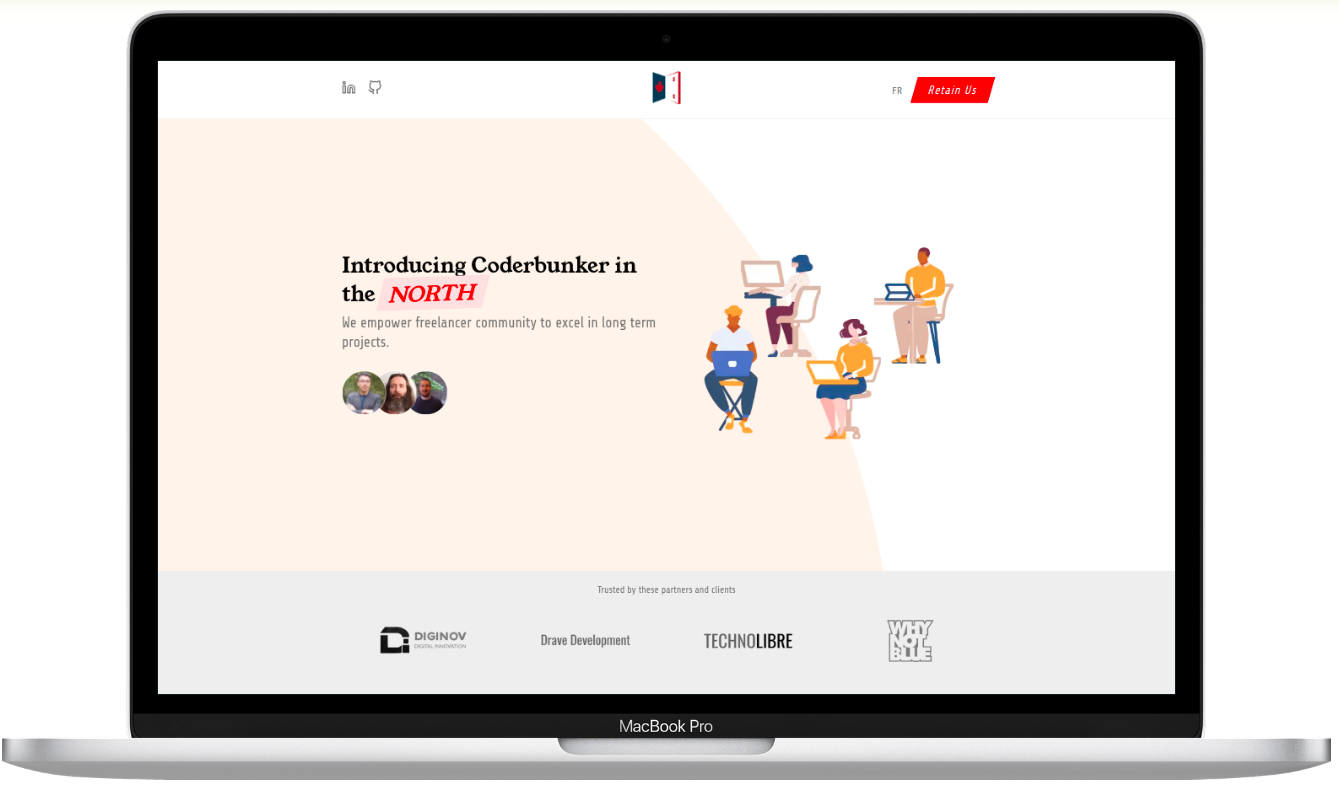 in
FR
Retain Us
Introducing Coderbunker in
the NORTH
We empower freelancer community to excel in long term
projects.
Trusted by these partners and clients
DIGINOV
DIGITAL INNOVATION
Drave Development
TECHNOLIBRE
WHY
NOT
BLUE
MacBook Pro